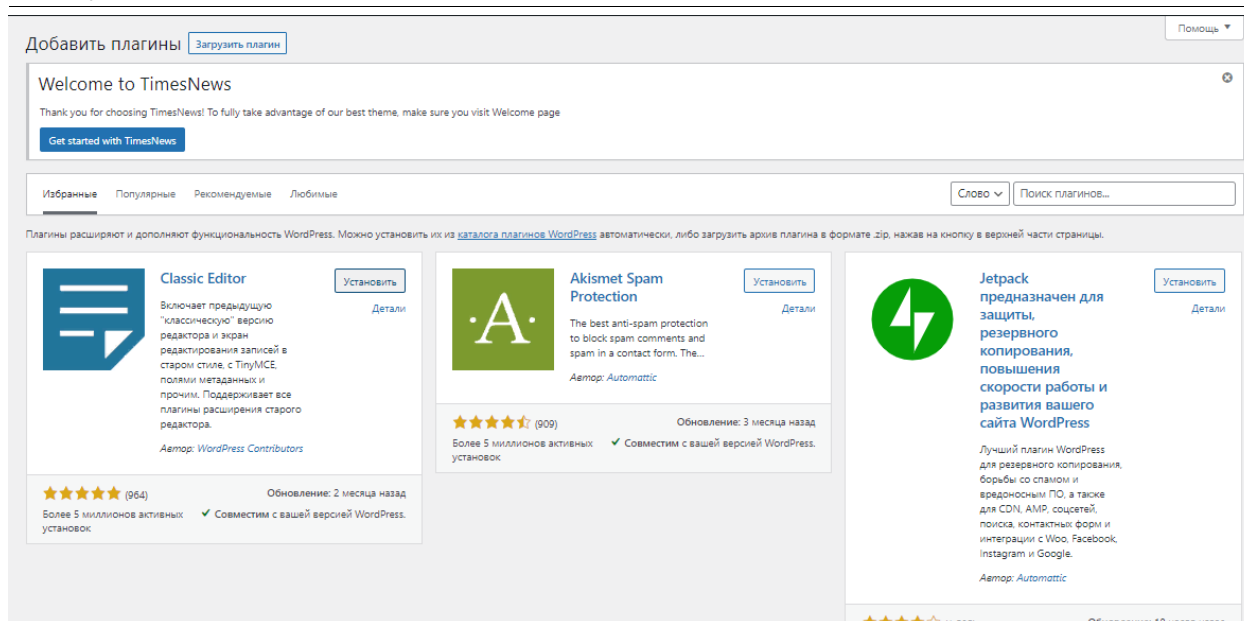 Помощь
Добавить плагины
Загрузить плагин
Welcome to TimesNews
Thank you for choosing TimesNews! To fully take advantage of our best theme, make sure you visit Welcome page
Get started with TimesNews
Избранные Популярные Рекомендуемые Любимые
Слово
Поиск плагинов...
Плагины расширяют и дополняют функциональность WordPress. Можно установить их из каталога плагинов WordPress автоматически, либо загрузить архив плагина в формате .zip, нажав на кнопку в верхней части страницы.
Classic Editor
Установить
Детали
Включает предыдущую
"классическую" версию
редактора и экран
редактирования записей в
старом стиле, с TinyMCE,
полями метаданных и
прочим. Поддерживает все
плагины расширения старого
редактора.
Автор: WordPress Contributors
(964)
Обновление: 2 месяца назад
Более 5 миллионов активных
установок
Совместим с вашей версией WordPress.
·A·
Akismet Spam
Protection
Установить
Детали
The best anti-spam protection
to block spam comments and
spam in a contact form. The...
Автор: Automattic
(909)
Обновление: 3 месяца назад
Более 5 миллионов активных
установок
Совместим с вашей версией WordPress.
Jetpack
предназначен для
защиты,
резервного
копирования,
повышения
скорости работы и
развития вашего
сайта WordPress
Установить
Детали
Лучший плагин WordPress
для резервного копирования,
борьбы со спамом и
вредоносным ПО, а также
для CDN, AMP, соцсетей,
поиска, контактных форм и
интеграции с Woo, Facebook,
Instagram и Google.
Автор: Automattic